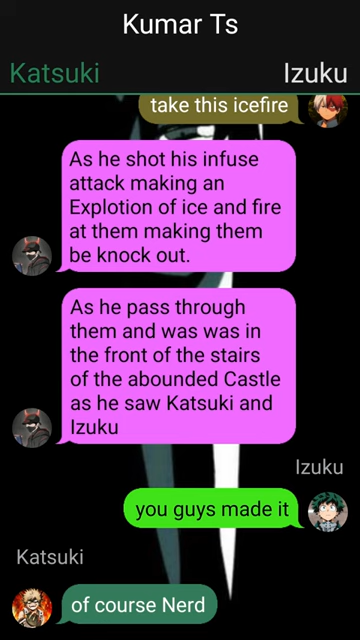 Kumar Ts
Katsuki
Izuku
take this icefire
As he shot his infuse
attack making an
Explotion of ice and fire
at them making them
be knock out.
As he pass through
them and was was in
the front of the stairs
of the abounded Castle
as he saw Katsuki and
Izuku
Izuku
you guys made it
Katsuki
of course Nerd